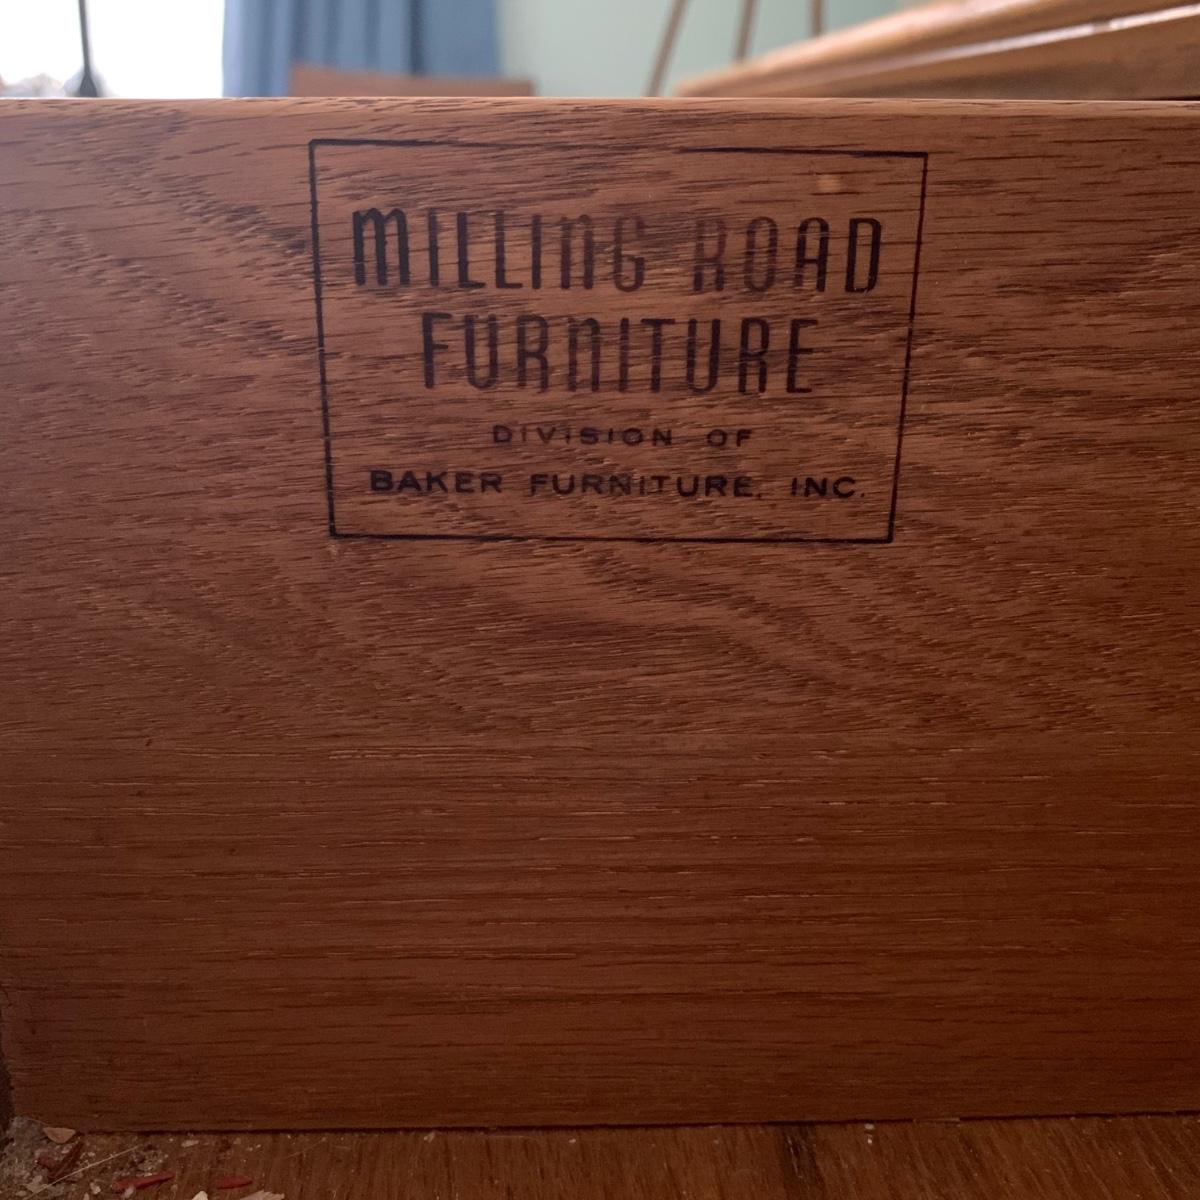 MILLING ROAD
FURNITURE
DIVISION OF
BAKER FURNITURE, INC.